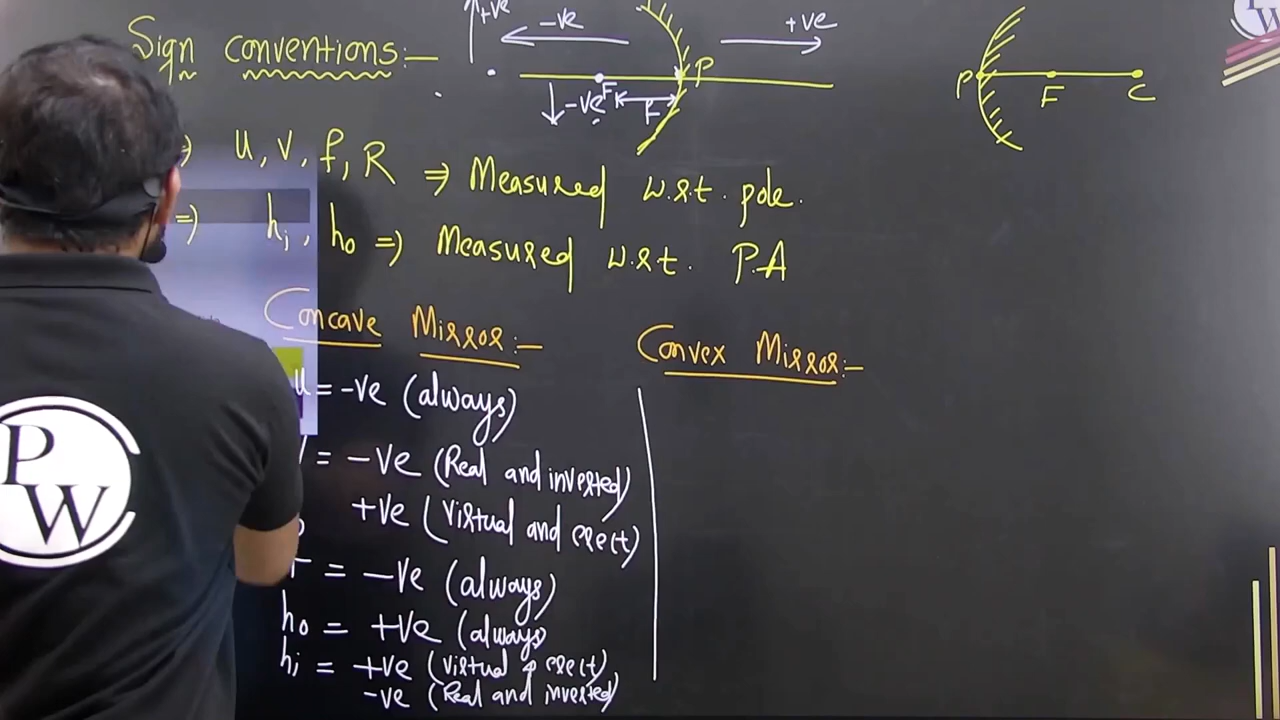 Sign conventions:-
+ve
-ve
+ve
P
F
-ve
F
P
F
C
=> u, v, f, R => Measured w.r.t. pole.
=> hi, ho => Measured w.r.t. P.A
Concave Mirror:-
u = -ve (always)
= -ve (Real and inverted)
+ve (Virtual and erect)
= -ve (always)
ho = +ve (always)
hi = +ve (virtual & erect)
-ve (Real and inverted)
Convex Mirror:-
PW
W